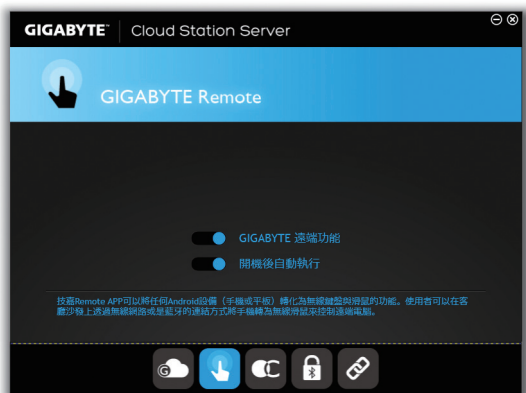 GIGABYTE™ Cloud Station Server
GIGABYTE Remote
GIGABYTE 遠端功能
開機後自動執行
技嘉Remote APP可以將任何Android設備（手機或平板）轉化為無線鍵盤與滑鼠的功能。使用者可以在客
廳沙發上透過無線網路或是藍牙的連結方式將手機轉為無線滑鼠來控制遠端電腦。
G